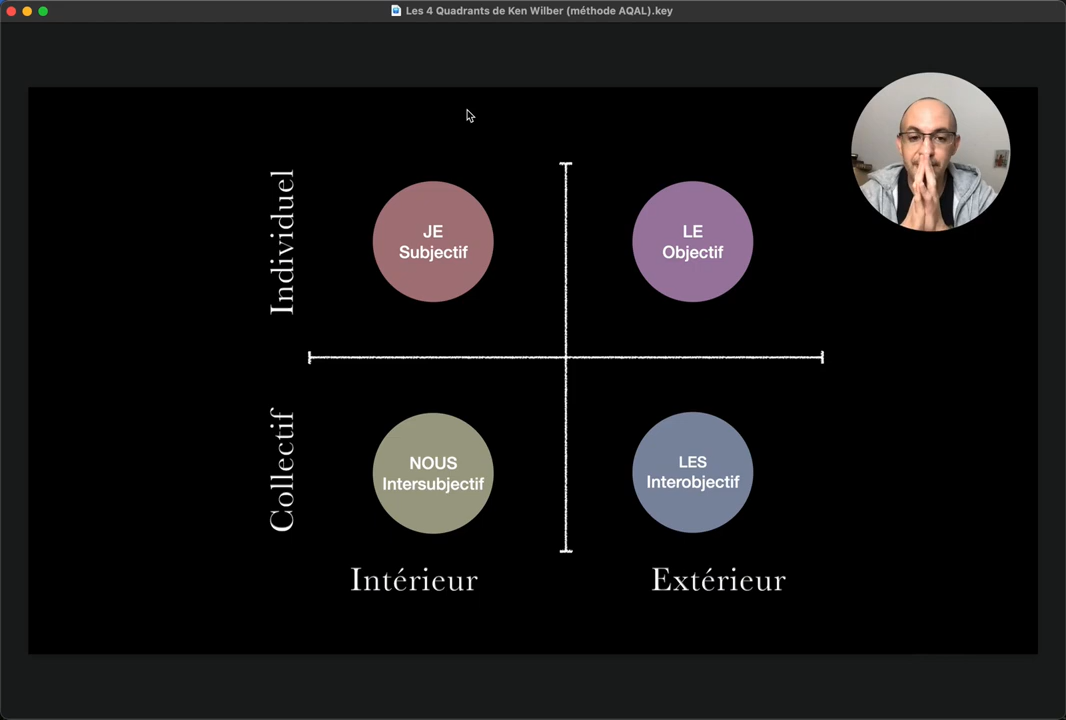 Les 4 Quadrants de Ken Wilber (méthode AQAL).key
Individuel
JE
Subjectif
LE
Objectif
Collectif
NOUS
Intersubjectif
LES
Interobjectif
Intérieur
Extérieur